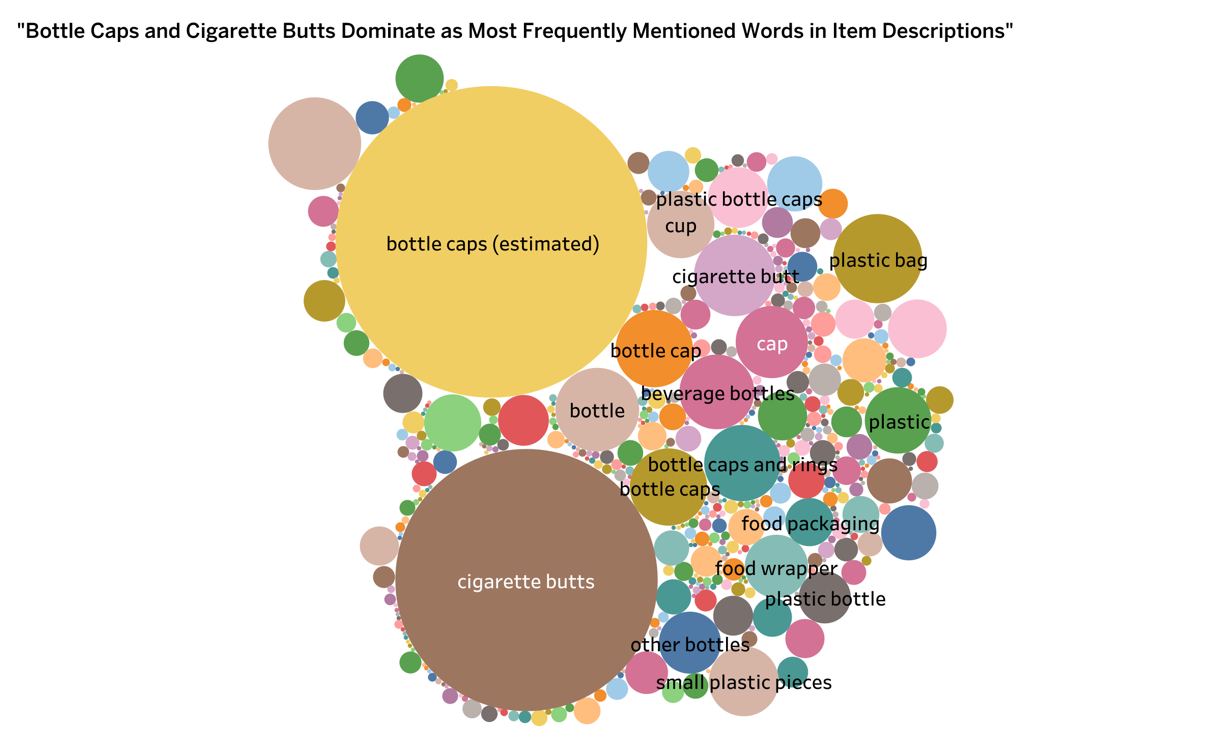 "Bottle Caps and Cigarette Butts Dominate as Most Frequently Mentioned Words in Item Descriptions"
plastic bottle caps
cup
bottle caps (estimated)
plastic bag
cigarette butt
cap
bottle cap
beverage bottles
bottle
plastic
bottle caps and rings
bottle caps
food packaging
food wrapper
cigarette butts
plastic bottle
other bottles
small plastic pieces